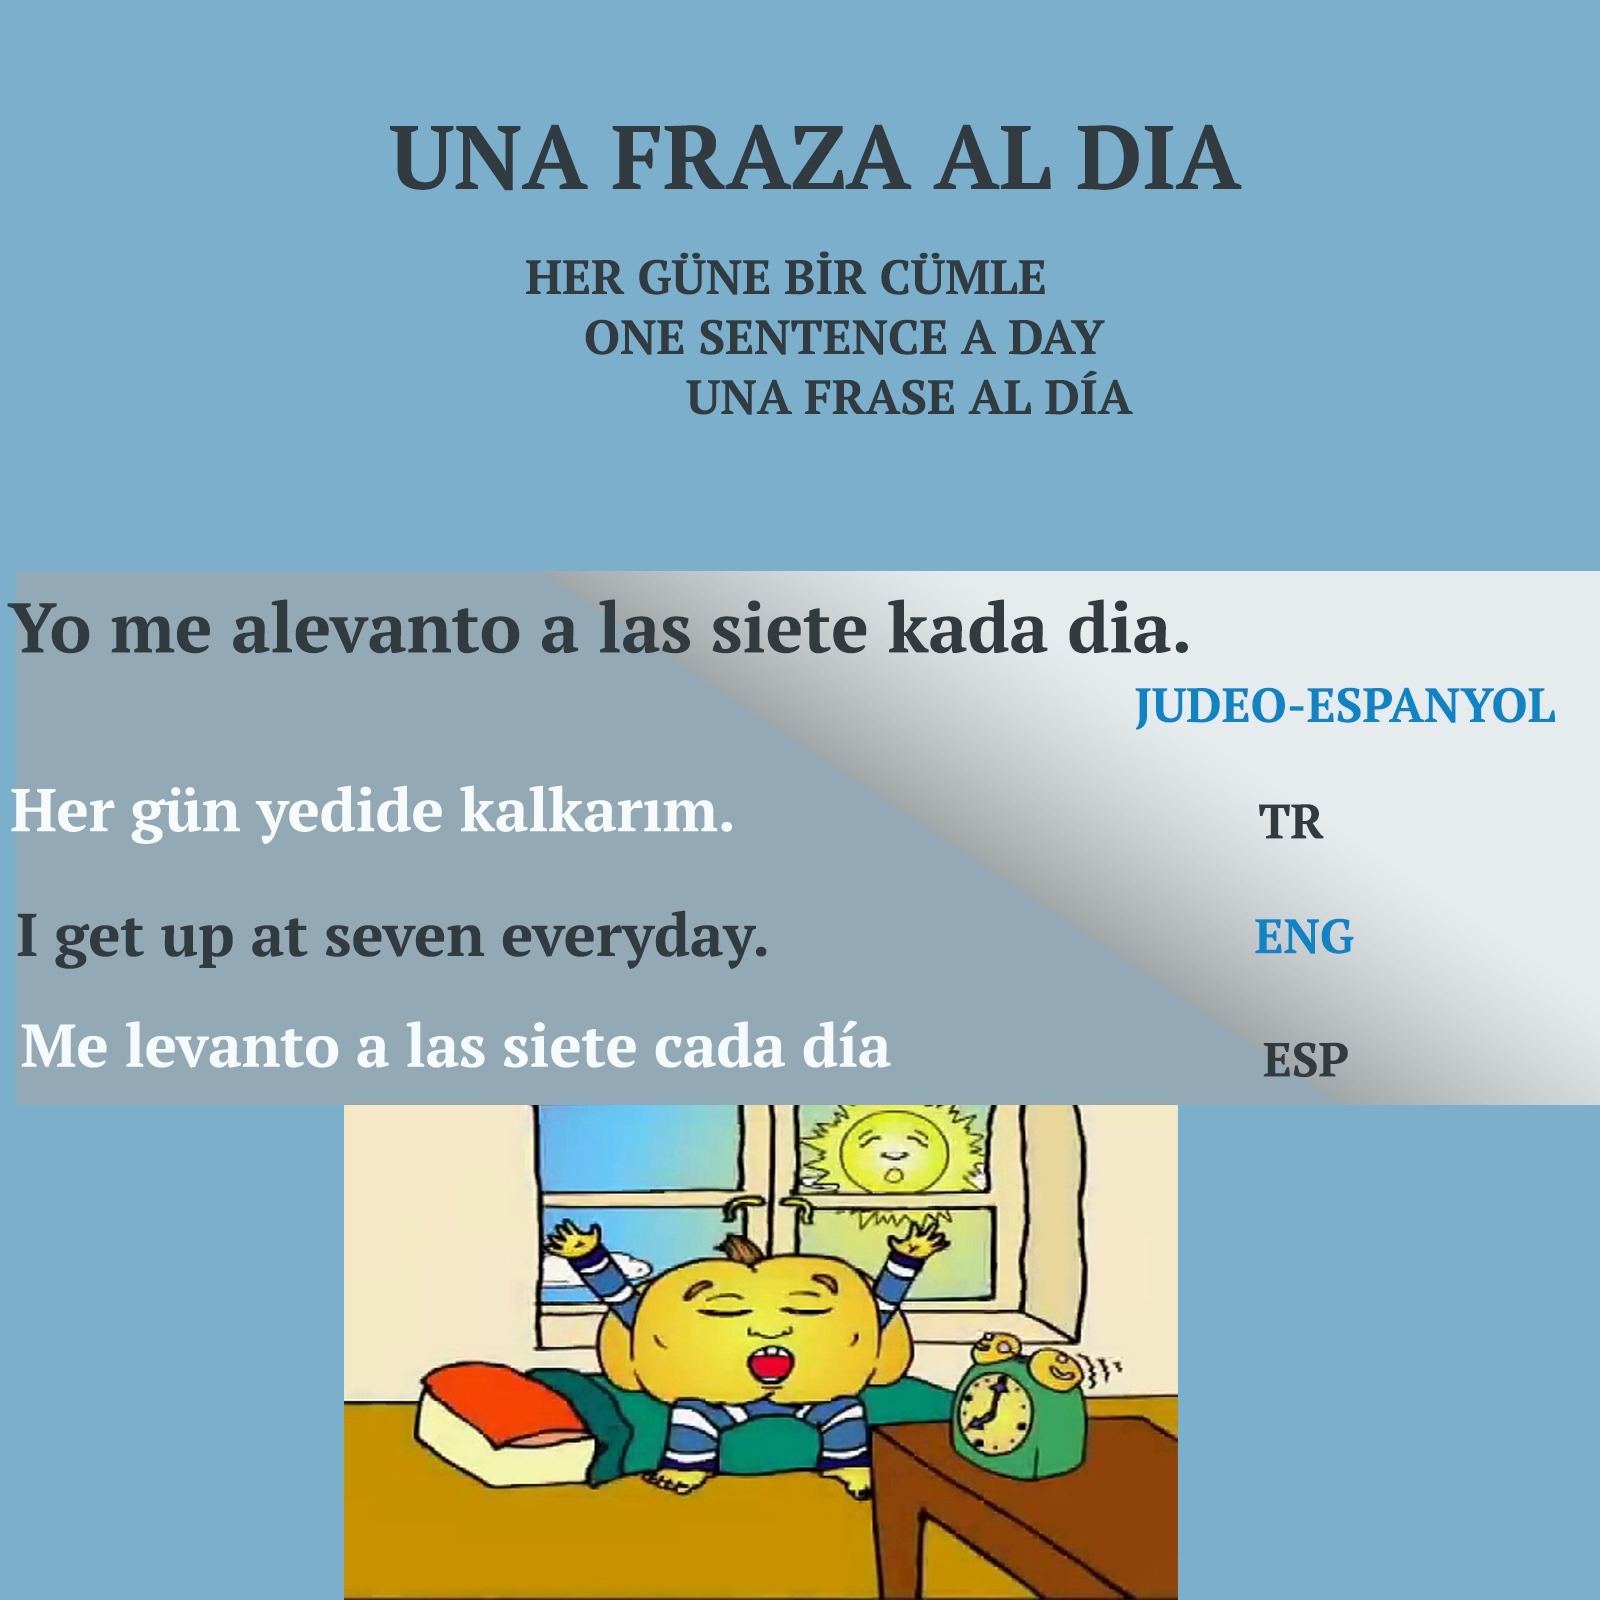 UNA FRAZA AL DIA
HER GÜNE BİR CÜMLE
ONE SENTENCE A DAY
UNA FRASE AL DÍA
Yo me alevanto a las siete kada dia.
JUDEO-ESPANYOL
Her gün yedide kalkarım.
TR
I get up at seven everyday.
ENG
Me levanto a las siete cada día
ESP